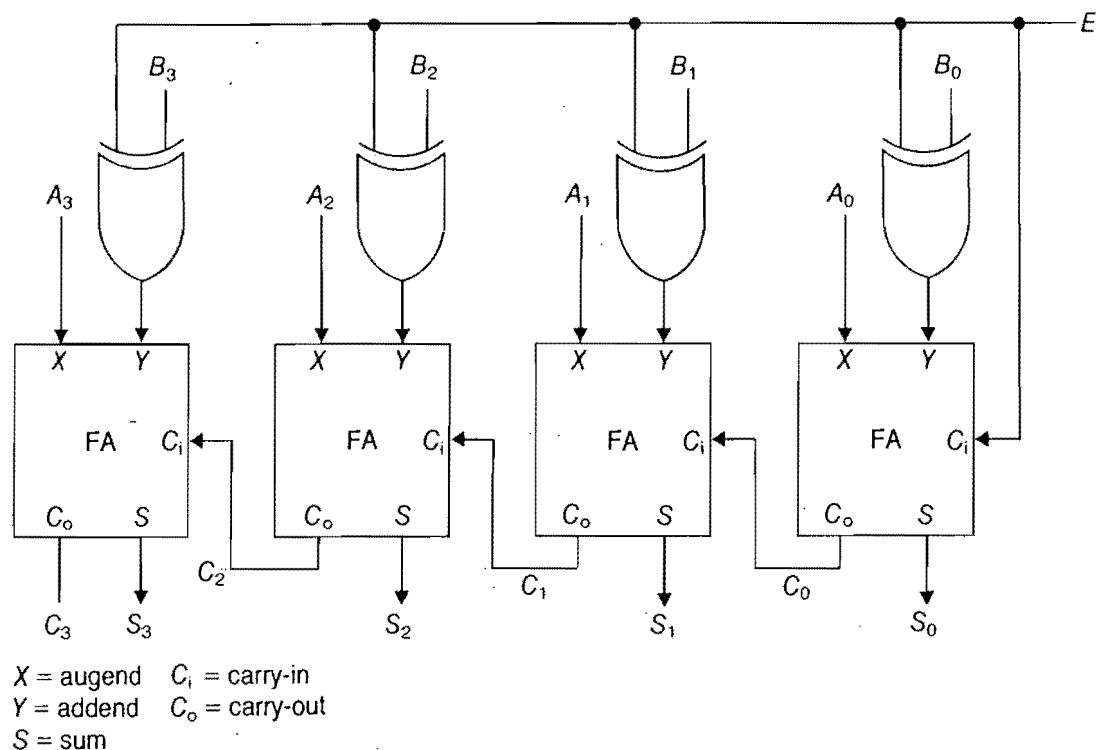 E
B₃ B₂ B₁ B₀
A₃ A₂ A₁ A₀
X Y X Y X Y X Y
FA Cᵢ FA Cᵢ FA Cᵢ FA Cᵢ
Cₒ S Cₒ S Cₒ S Cₒ S
C₂ C₁ C₀
C₃ S₃ S₂ S₁ S₀
X = augend Cᵢ = carry-in
Y = addend Cₒ = carry-out
S = sum